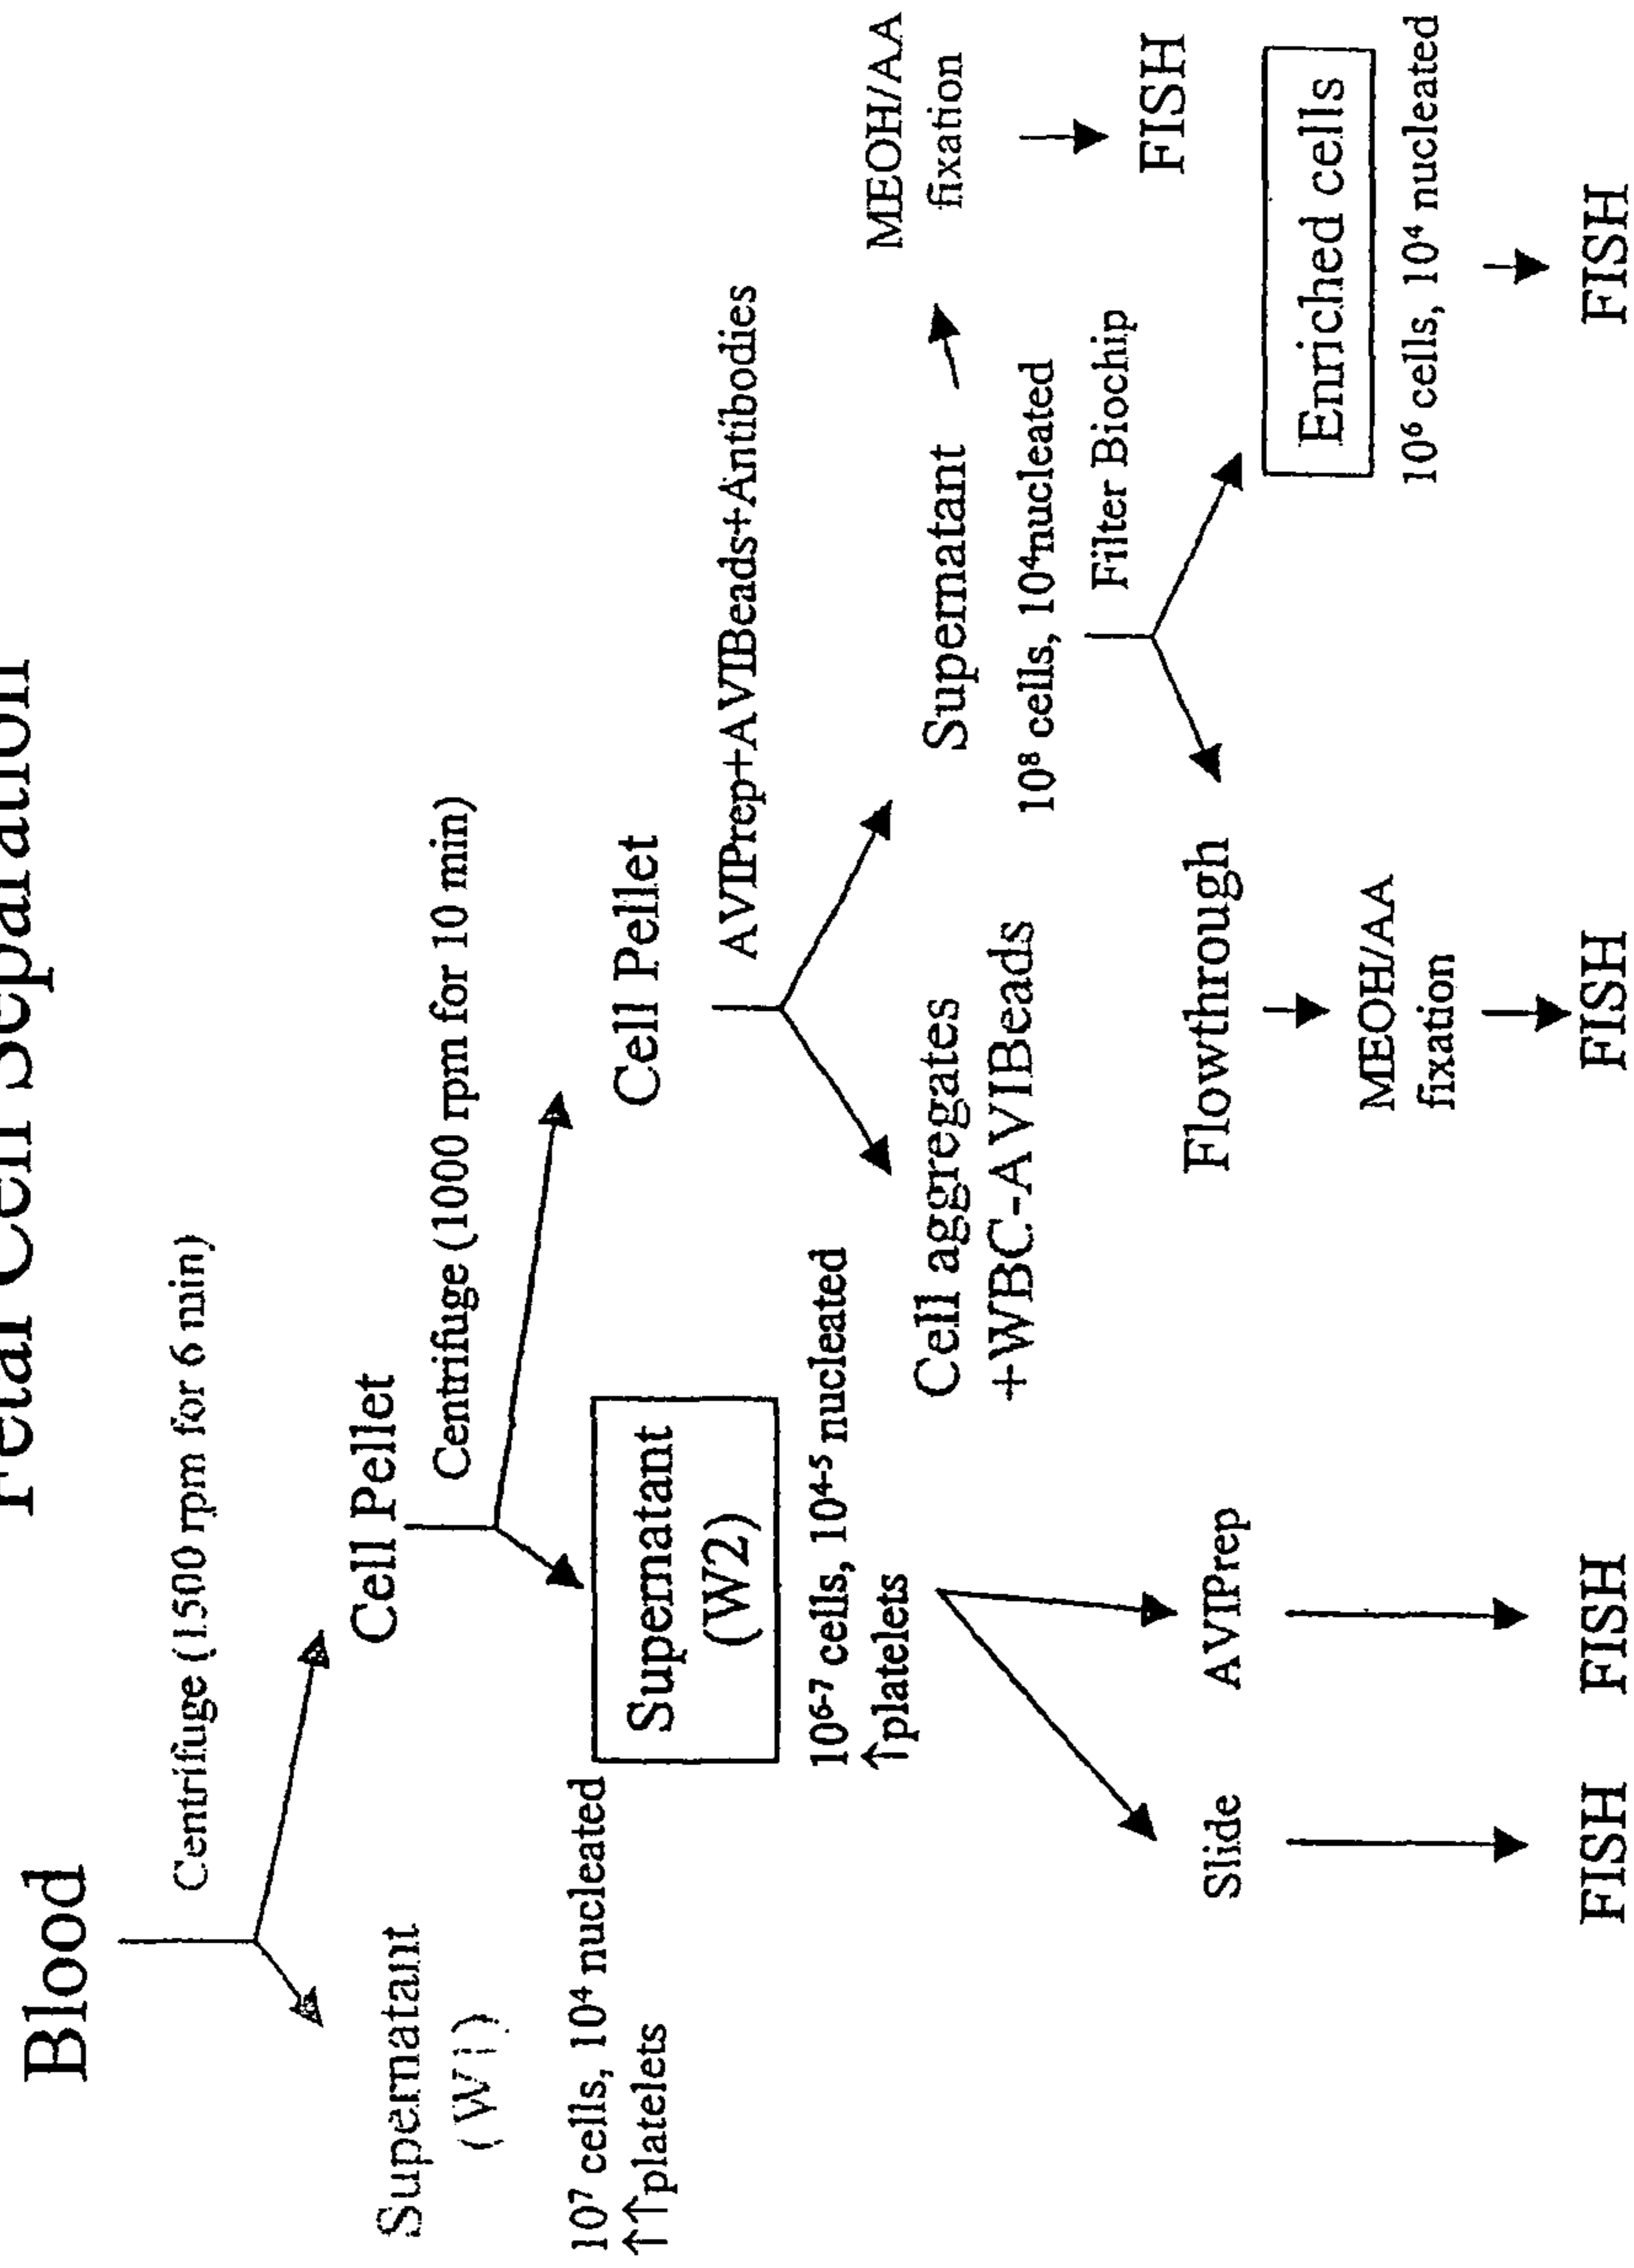 Fetal Cell Separation
Blood
Centrifuge (1500 rpm for 6 min)
Supernatant
(W1)
10⁷ cells, 10⁴ nucleated
↑↑platelets
Cell Pellet
Centrifuge (1000 rpm for 10 min)
Supernatant
(W2)
10⁶⁻⁷ cells, 10⁴⁻⁵ nucleated
↑platelets
Slide
FISH
AVIPrep
FISH
Cell Pellet
AVIPrep+AVIBeads+Antibodies
Cell aggregates
+WBC-AVIBeads
Supernatant
10⁸ cells, 10⁴nucleated
MEOH/AA
fixation
FISH
Filter Biochip
Flowthrough
MEOH/AA
fixation
FISH
Enriched cells
10⁶ cells, 10⁴ nucleated
FISH